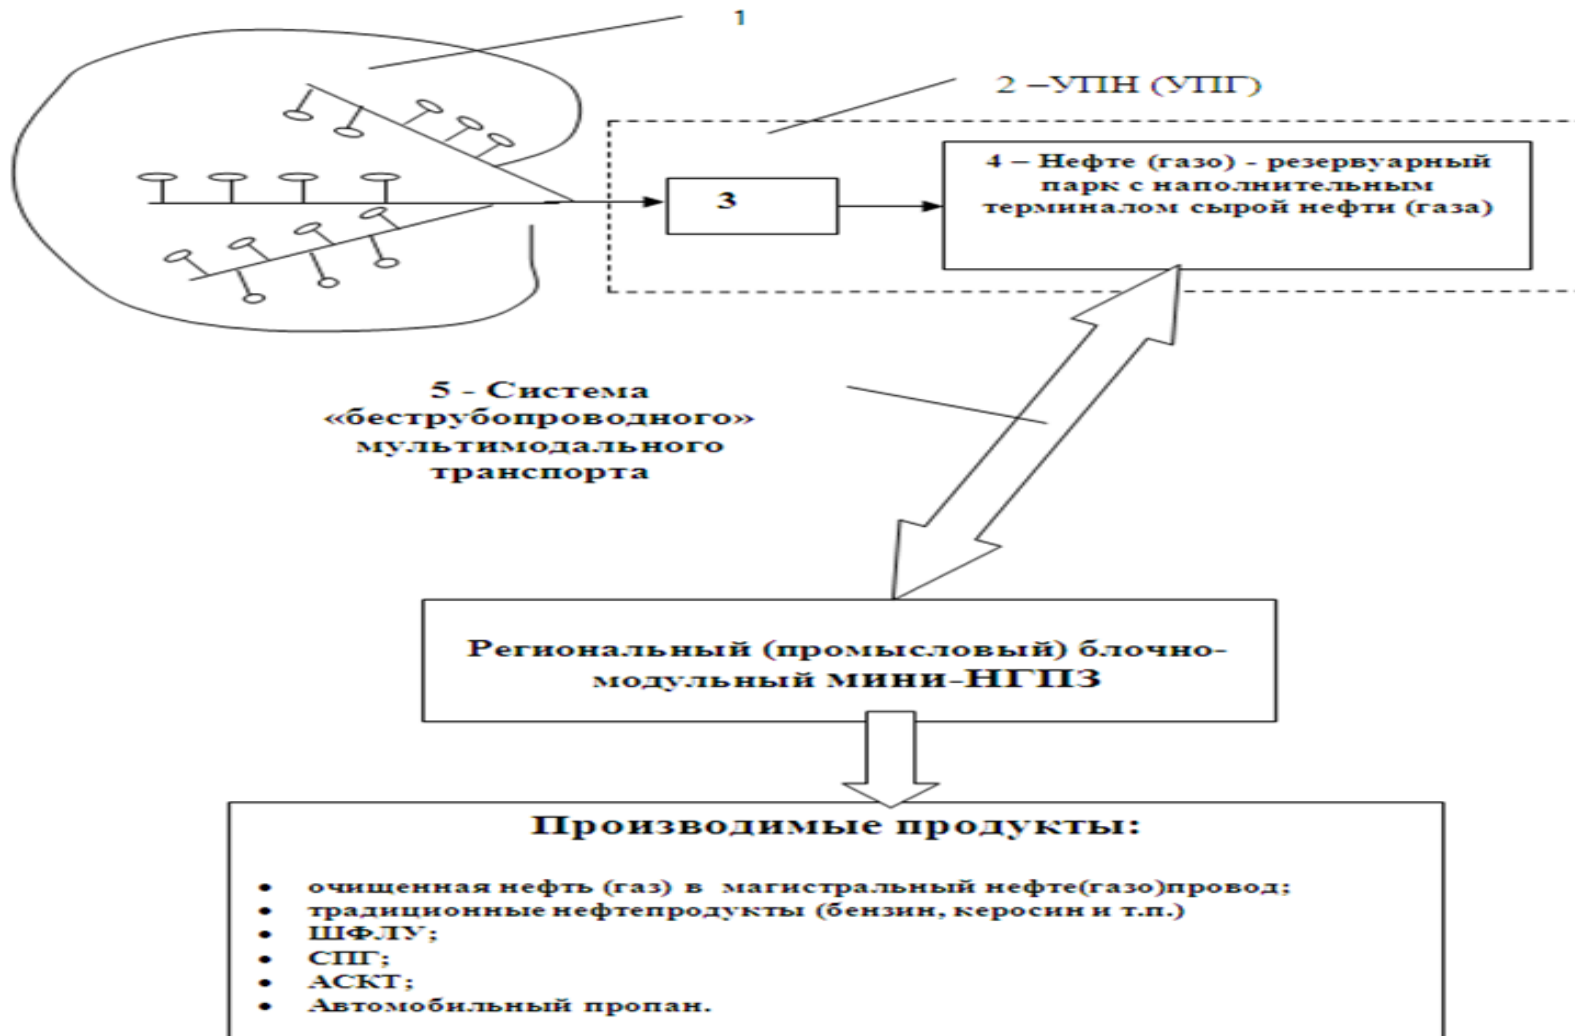 1
2 –УПН (УПГ)
3
4 – Нефте (газо) - резервуарный
парк с наполнительным
терминалом сырой нефти (газа)
5 - Система
«беструбопроводного»
мультимодального
транспорта
Региональный (промысловый) блочно-
модульный мини-НГПЗ
Производимые продукты:
• очищенная нефть (газ) в магистральный нефте(газо)провод;
• традиционные нефтепродукты (бензин, керосин и т.п.)
• ШФЛУ;
• СПГ;
• АСКТ;
• Автомобильный пропан.